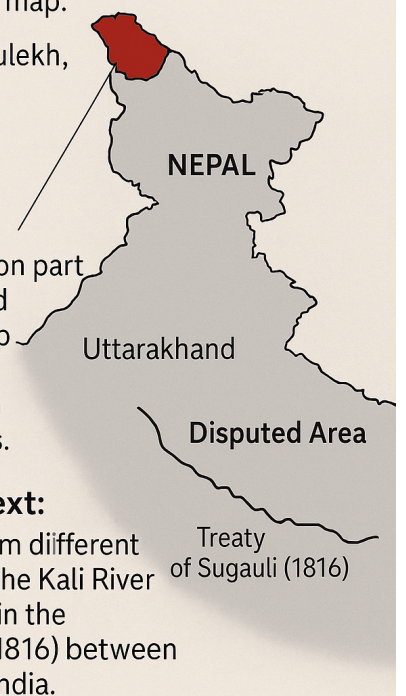 map.
ulekh,
NEPAL
on part
d
Uttarakhand
s.
Disputed Area
ext:
m different
he Kali River
in the
1816) between
ndia.
Treaty
of Sugauli (1816)